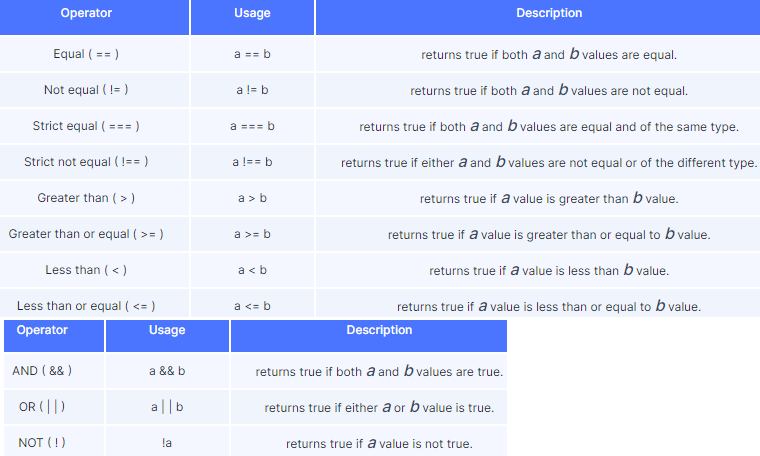 Operator Usage Description
Equal ( == ) a == b returns true if both a and b values are equal.
Not equal ( != ) a != b returns true if both a and b values are not equal.
Strict equal ( === ) a === b returns true if both a and b values are equal and of the same type.
Strict not equal ( !== ) a !== b returns true if either a and b values are not equal or of the different type.
Greater than ( > ) a > b returns true if a value is greater than b value.
Greater than or equal ( >= ) a >= b returns true if a value is greater than or equal to b value.
Less than ( < ) a < b returns true if a value is less than b value.
Less than or equal ( <= ) a <= b returns true if a value is less than or equal to b value.
Operator Usage Description
AND ( && ) a && b returns true if both a and b values are true.
OR ( | | ) a | | b returns true if either a or b value is true.
NOT ( ! ) !a returns true if a value is not true.